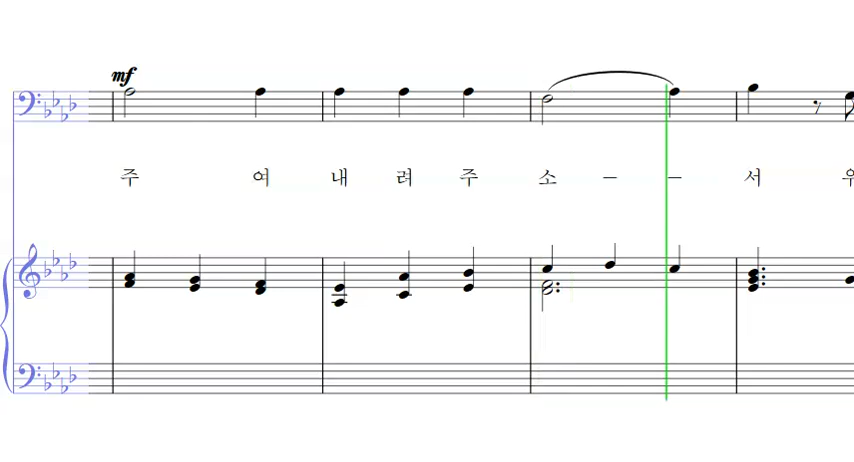 mf
주 여 내 려 주 소 – – 서